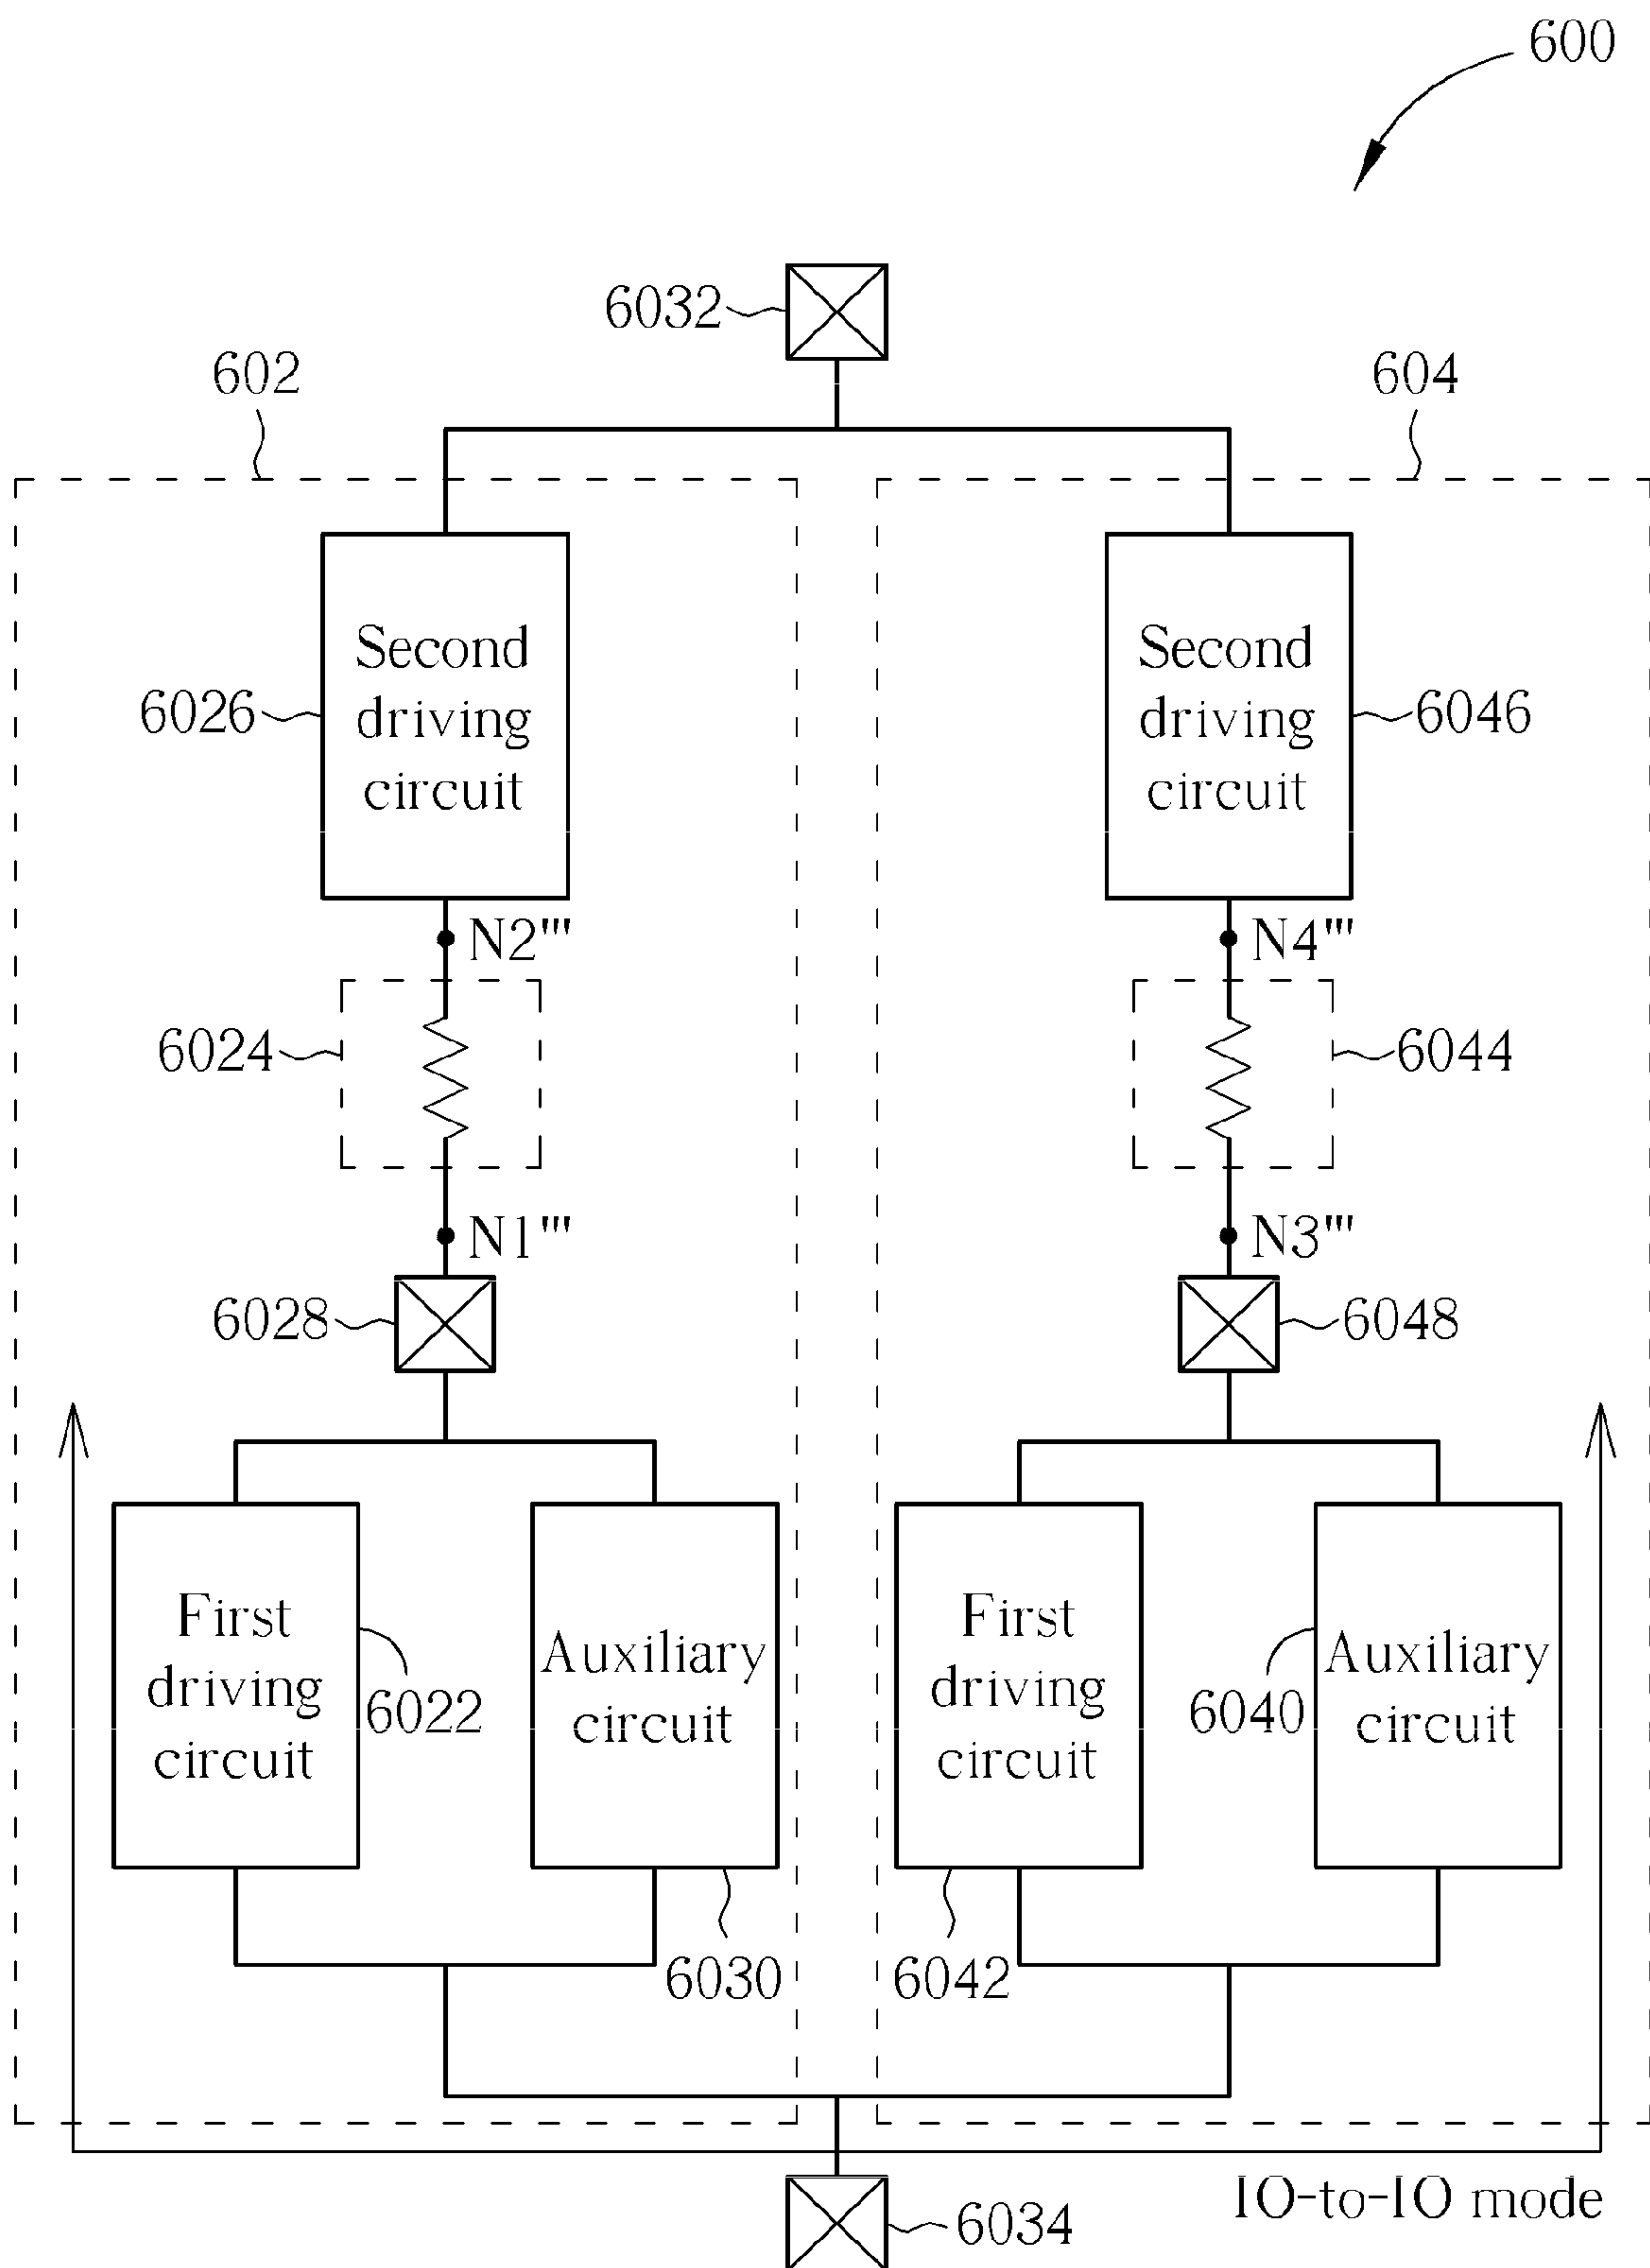 600
6032
602
604
Second
driving
circuit
6026
Second
driving
circuit
6046
N2'''
N4'''
6024
6044
N1'''
N3'''
6028
6048
First
driving
circuit
6022
Auxiliary
circuit
First
driving
circuit
6040
Auxiliary
circuit
6030
6042
IO-to-IO mode
6034